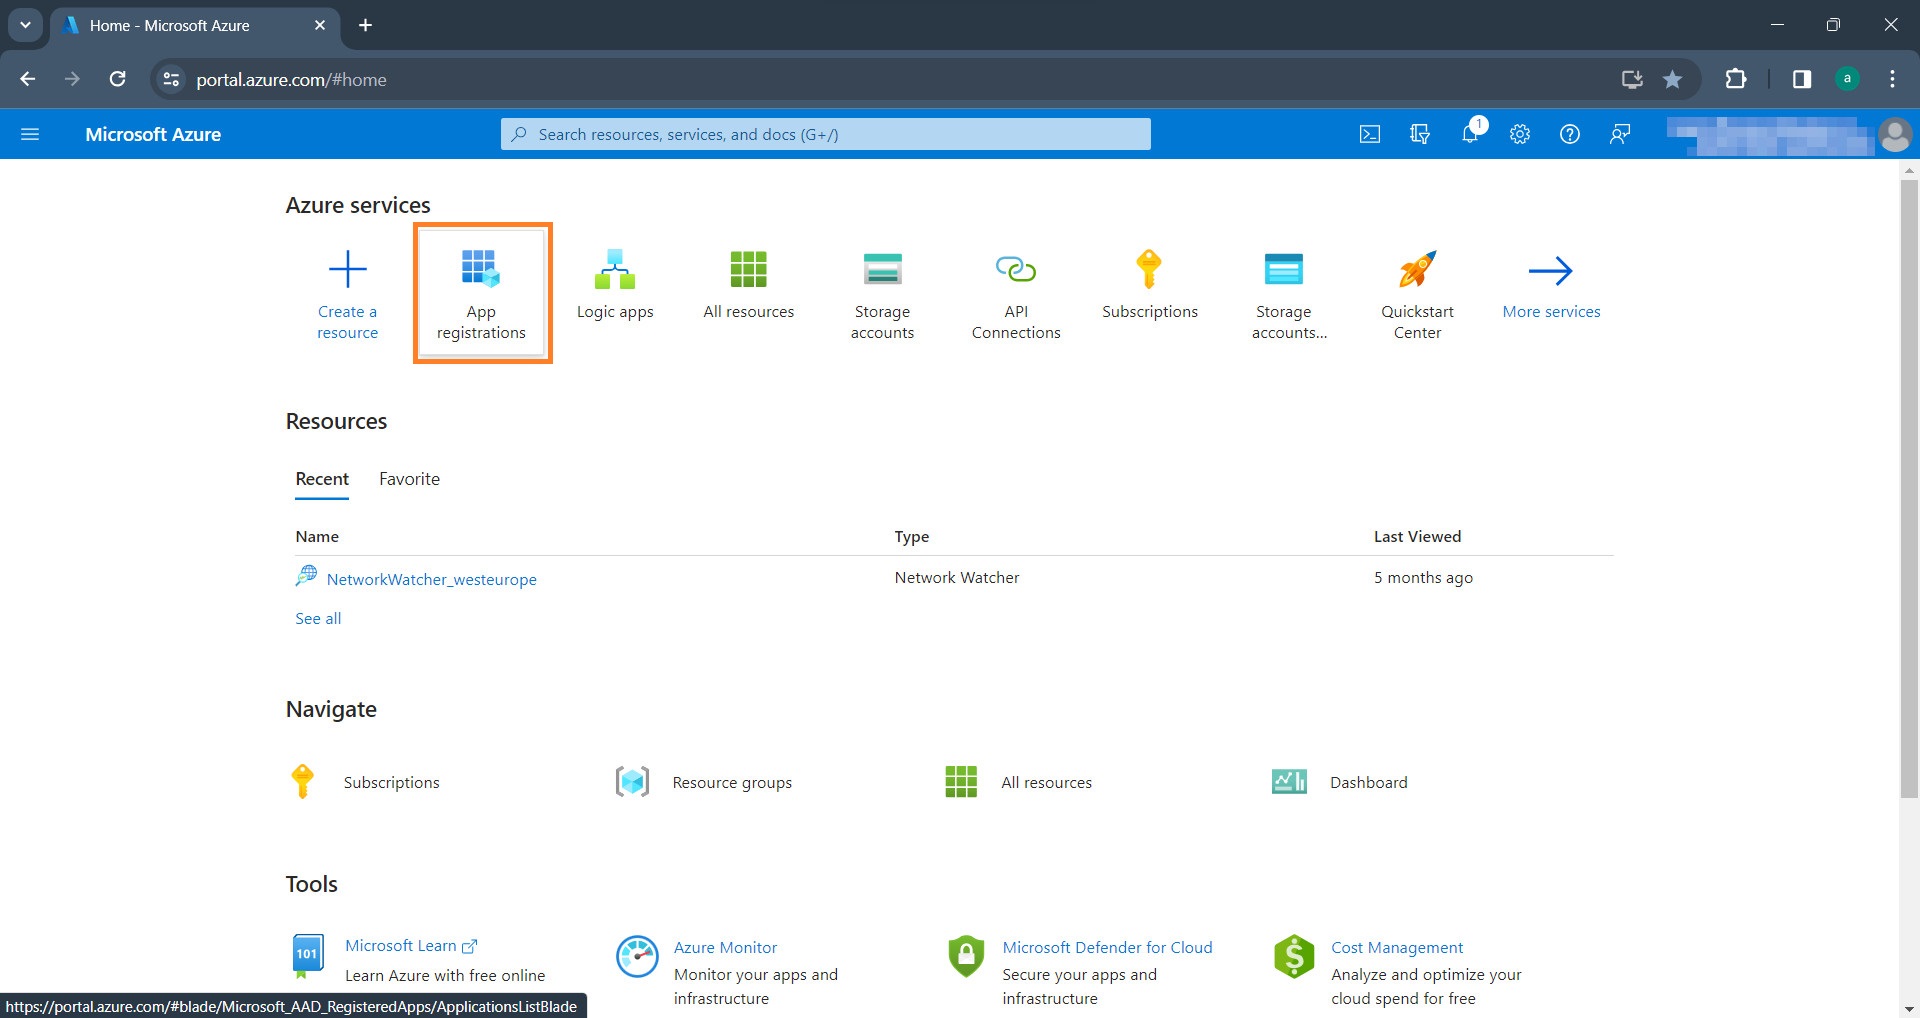 Home - Microsoft Azure
portal.azure.com/#home
a
Microsoft Azure
Search resources, services, and docs (G+/)
1
Azure services
Create a
resource
App
registrations
Logic apps
All resources
Storage
accounts
API
Connections
Subscriptions
Storage
accounts...
Quickstart
Center
More services
Resources
Recent
Favorite
Name
Type
Last Viewed
NetworkWatcher_westeurope
Network Watcher
5 months ago
See all
Navigate
Subscriptions
Resource groups
All resources
Dashboard
Tools
101
Microsoft Learn
Learn Azure with free online
Azure Monitor
Monitor your apps and
infrastructure
Microsoft Defender for Cloud
Secure your apps and
infrastructure
$
Cost Management
Analyze and optimize your
cloud spend for free
https://portal.azure.com/#blade/Microsoft_AAD_RegisteredApps/ApplicationsListBlade